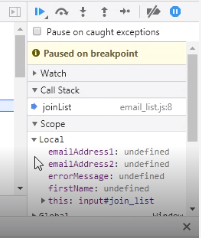 Pause on caught exceptions
Paused on breakpoint
Watch
Call Stack
joinList email_list.js:8
Scope
Local
emailAddress1: undefined
emailAddress2: undefined
errorMessage: undefined
firstName: undefined
this: input#join_list
Global Window